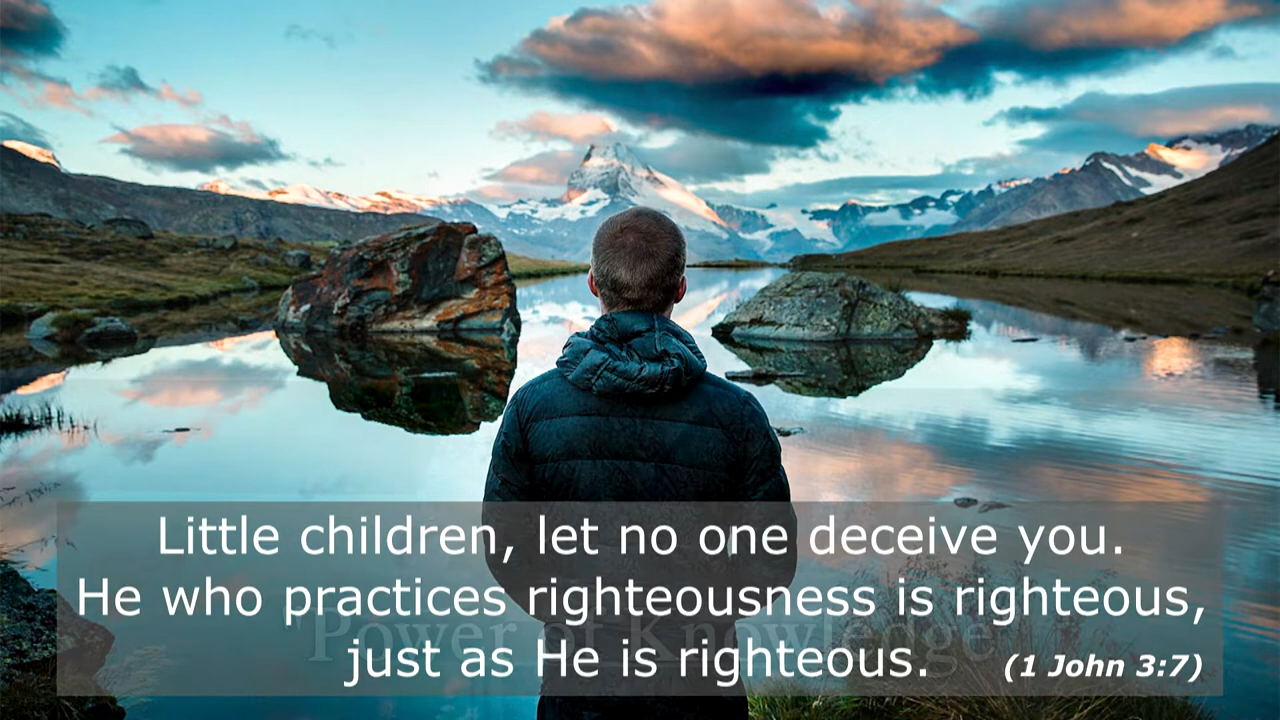 Little children, let no one deceive you.
He who practices righteousness is righteous,
"Power of Knowledge"
just as He is righteous.
(1 John 3:7)